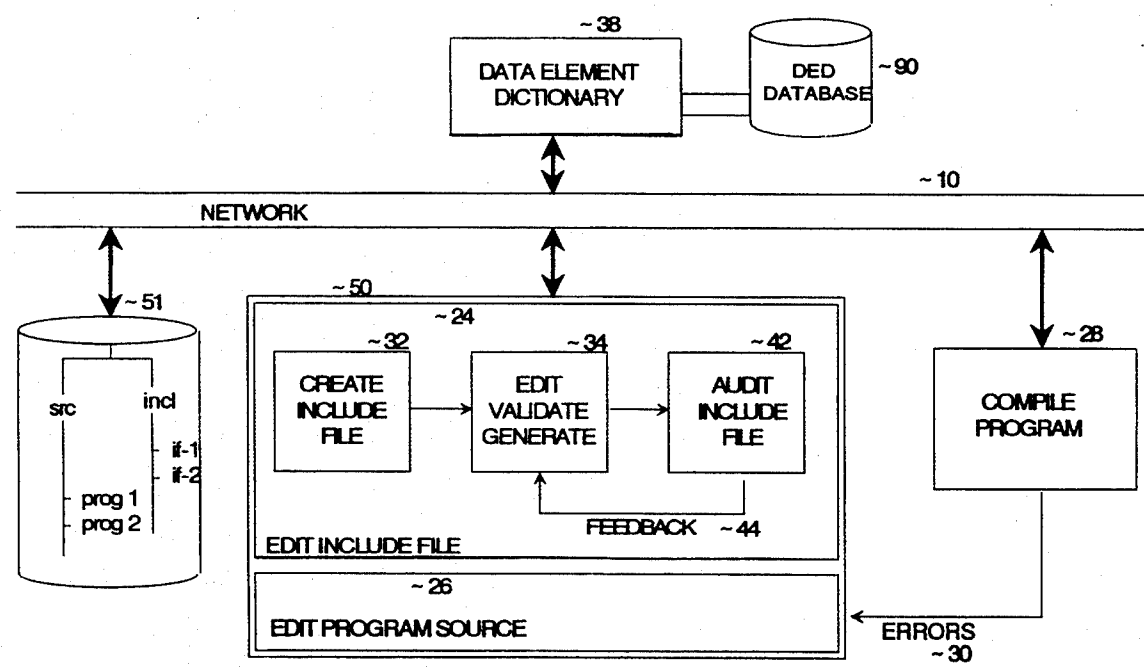 ~ 38
DATA ELEMENT
DICTIONARY
DED
DATABASE
~ 90
~ 10
NETWORK
~ 51
src
incl
if-1
if-2
prog 1
prog 2
~ 50
~ 24
~ 32
CREATE
INCLUDE
FILE
~ 34
EDIT
VALIDATE
GENERATE
~ 42
AUDIT
INCLUDE
FILE
FEEDBACK ~ 44
EDIT INCLUDE FILE
~ 26
EDIT PROGRAM SOURCE
~ 28
COMPILE
PROGRAM
ERRORS
~ 30